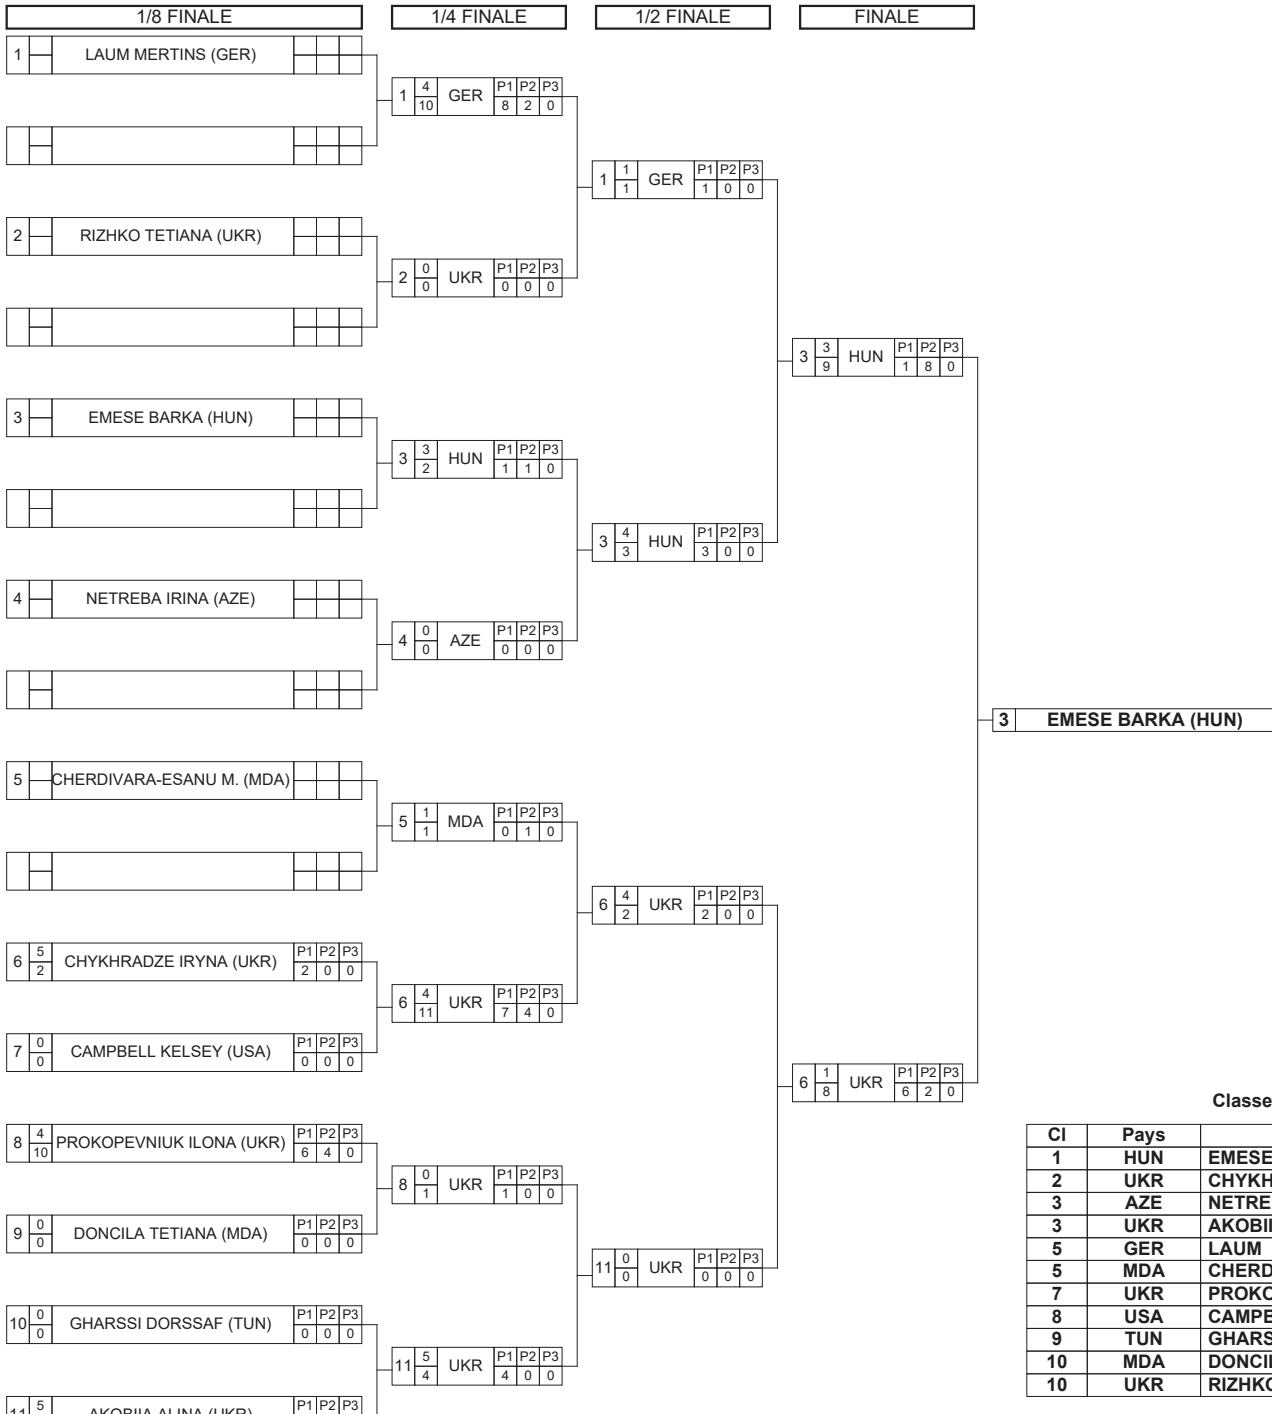 1/8 FINALE 1/4 FINALE 1/2 FINALE FINALE
1 LAUM MERTINS (GER)
1 4 10 GER P1 P2 P3 8 2 0
1 1 1 GER P1 P2 P3 1 0 0
2 RIZHKO TETIANA (UKR)
2 0 0 UKR P1 P2 P3 0 0 0
3 3 9 HUN P1 P2 P3 1 8 0
3 EMESE BARKA (HUN)
3 3 2 HUN P1 P2 P3 1 1 0
3 4 3 HUN P1 P2 P3 3 0 0
4 NETREBA IRINA (AZE)
4 0 0 AZE P1 P2 P3 0 0 0
3 EMESE BARKA (HUN)
5 CHERDIVARA-ESANU M. (MDA)
5 1 1 MDA P1 P2 P3 0 1 0
6 4 2 UKR P1 P2 P3 2 0 0
6 5 2 CHYKHRADZE IRYNA (UKR) P1 P2 P3 2 0 0
6 4 11 UKR P1 P2 P3 7 4 0
7 0 0 CAMPBELL KELSEY (USA) P1 P2 P3 0 0 0
6 1 8 UKR P1 P2 P3 6 2 0
8 4 10 PROKOPEVNIUK ILONA (UKR) P1 P2 P3 6 4 0
8 0 1 UKR P1 P2 P3 1 0 0
9 0 0 DONCILA TETIANA (MDA) P1 P2 P3 0 0 0
11 0 0 UKR P1 P2 P3 0 0 0
10 0 0 GHARSSI DORSSAF (TUN) P1 P2 P3 0 0 0
11 5 4 UKR P1 P2 P3 4 0 0
11 5 AKOBIIA ALINA (UKR) P1 P2 P3
Classe
Cl Pays
1 HUN EMESE
2 UKR CHYKH
3 AZE NETRE
3 UKR AKOBII
5 GER LAUM
5 MDA CHERD
7 UKR PROKO
8 USA CAMPB
9 TUN GHARS
10 MDA DONCIL
10 UKR RIZHKO